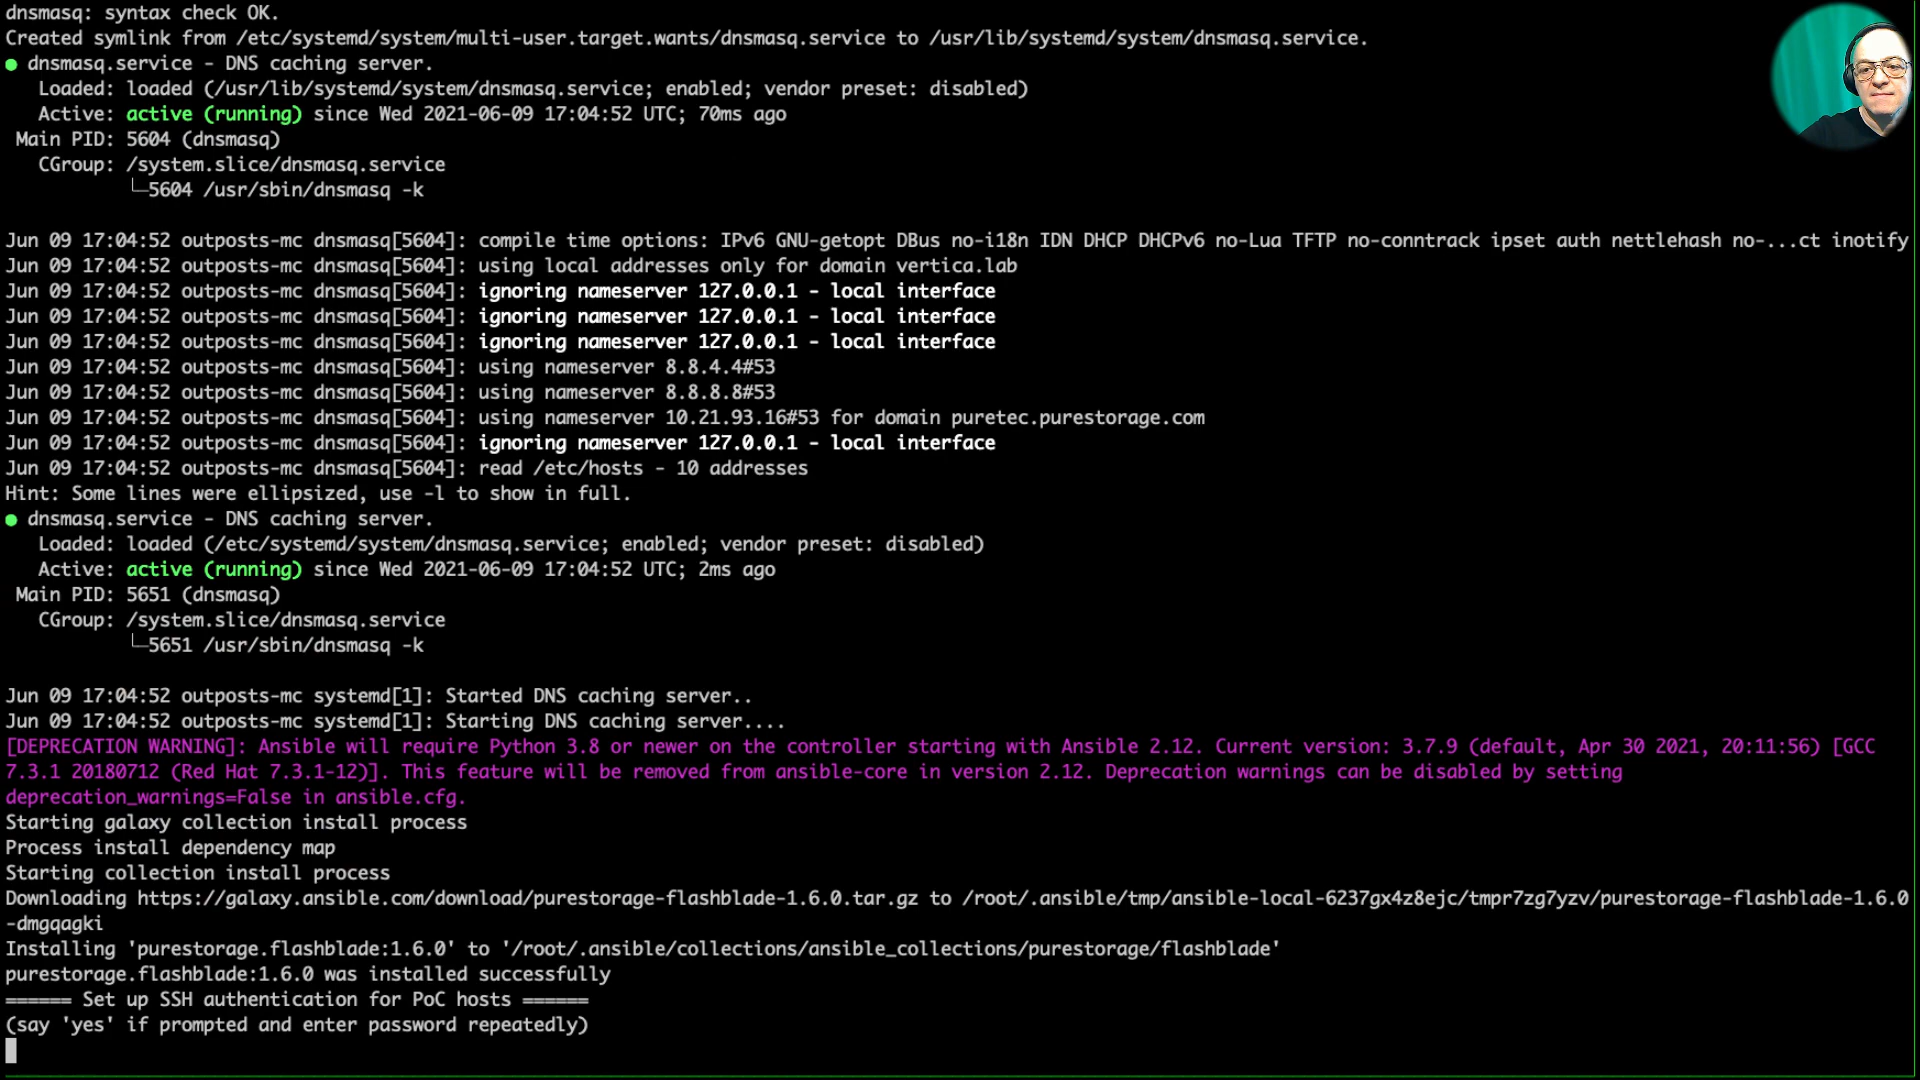 dnsmasq: syntax check OK.
Created symlink from /etc/systemd/system/multi-user.target.wants/dnsmasq.service to /usr/lib/systemd/system/dnsmasq.service.
● dnsmasq.service - DNS caching server.
   Loaded: loaded (/usr/lib/systemd/system/dnsmasq.service; enabled; vendor preset: disabled)
   Active: active (running) since Wed 2021-06-09 17:04:52 UTC; 70ms ago
 Main PID: 5604 (dnsmasq)
   CGroup: /system.slice/dnsmasq.service
           └─5604 /usr/sbin/dnsmasq -k
Jun 09 17:04:52 outposts-mc dnsmasq[5604]: compile time options: IPv6 GNU-getopt DBus no-i18n IDN DHCP DHCPv6 no-Lua TFTP no-conntrack ipset auth nettlehash no-...ct inotify
Jun 09 17:04:52 outposts-mc dnsmasq[5604]: using local addresses only for domain vertica.lab
Jun 09 17:04:52 outposts-mc dnsmasq[5604]: ignoring nameserver 127.0.0.1 - local interface
Jun 09 17:04:52 outposts-mc dnsmasq[5604]: ignoring nameserver 127.0.0.1 - local interface
Jun 09 17:04:52 outposts-mc dnsmasq[5604]: ignoring nameserver 127.0.0.1 - local interface
Jun 09 17:04:52 outposts-mc dnsmasq[5604]: using nameserver 8.8.4.4#53
Jun 09 17:04:52 outposts-mc dnsmasq[5604]: using nameserver 8.8.8.8#53
Jun 09 17:04:52 outposts-mc dnsmasq[5604]: using nameserver 10.21.93.16#53 for domain puretec.purestorage.com
Jun 09 17:04:52 outposts-mc dnsmasq[5604]: ignoring nameserver 127.0.0.1 - local interface
Jun 09 17:04:52 outposts-mc dnsmasq[5604]: read /etc/hosts - 10 addresses
Hint: Some lines were ellipsized, use -l to show in full.
● dnsmasq.service - DNS caching server.
   Loaded: loaded (/etc/systemd/system/dnsmasq.service; enabled; vendor preset: disabled)
   Active: active (running) since Wed 2021-06-09 17:04:52 UTC; 2ms ago
 Main PID: 5651 (dnsmasq)
   CGroup: /system.slice/dnsmasq.service
           └─5651 /usr/sbin/dnsmasq -k
Jun 09 17:04:52 outposts-mc systemd[1]: Started DNS caching server..
Jun 09 17:04:52 outposts-mc systemd[1]: Starting DNS caching server....
[DEPRECATION WARNING]: Ansible will require Python 3.8 or newer on the controller starting with Ansible 2.12. Current version: 3.7.9 (default, Apr 30 2021, 20:11:56) [GCC
7.3.1 20180712 (Red Hat 7.3.1-12)]. This feature will be removed from ansible-core in version 2.12. Deprecation warnings can be disabled by setting
deprecation_warnings=False in ansible.cfg.
Starting galaxy collection install process
Process install dependency map
Starting collection install process
Downloading https://galaxy.ansible.com/download/purestorage-flashblade-1.6.0.tar.gz to /root/.ansible/tmp/ansible-local-6237gx4z8ejc/tmpr7zg7yzv/purestorage-flashblade-1.6.0
-dmgqagki
Installing 'purestorage.flashblade:1.6.0' to '/root/.ansible/collections/ansible_collections/purestorage/flashblade'
purestorage.flashblade:1.6.0 was installed successfully
====== Set up SSH authentication for PoC hosts ======
(say 'yes' if prompted and enter password repeatedly)